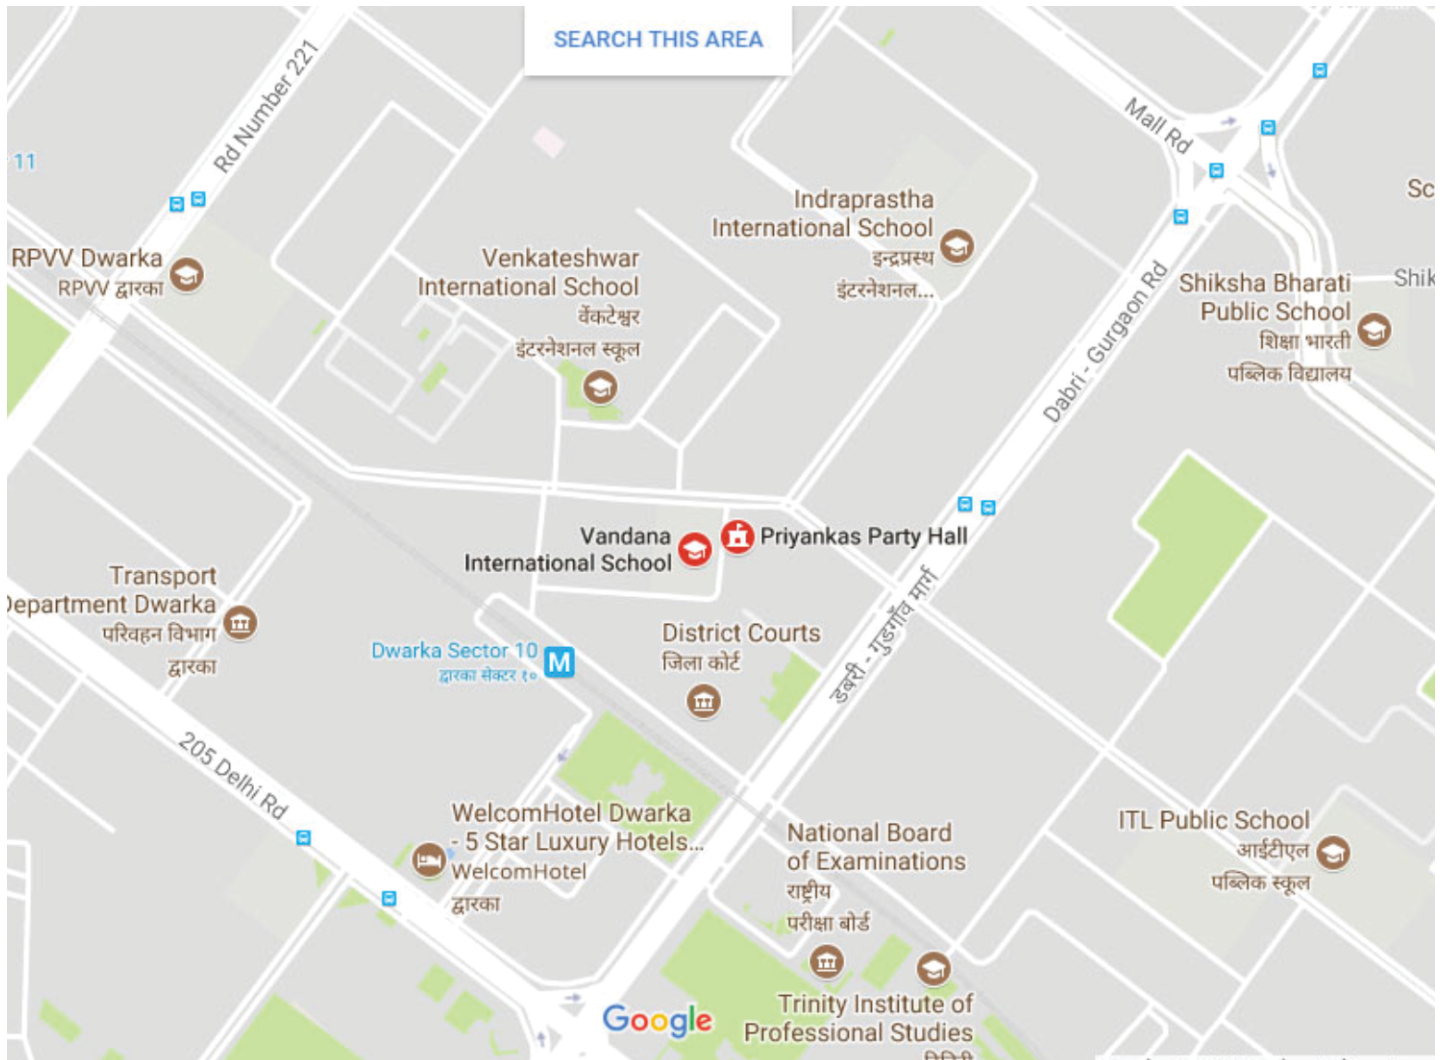 SEARCH THIS AREA
Rd Number 221
11
Mall Rd
Sc
Indraprastha
International School
इन्द्रप्रस्थ
इंटरनेशनल...
RPVV Dwarka
RPVV द्वारका
Venkateshwar
International School
वेंकटेश्वर
इंटरनेशनल स्कूल
Dabri - Gurgaon Rd
Shiksha Bharati
Public School
शिक्षा भारती
पब्लिक विद्यालय
Shik
Vandana
International School
Priyankas Party Hall
Transport
Department Dwarka
परिवहन विभाग
द्वारका
डबरी - गुड़गाँव मार्ग
District Courts
जिला कोर्ट
Dwarka Sector 10
द्वारका सेक्टर १०
M
205 Delhi Rd
WelcomHotel Dwarka
- 5 Star Luxury Hotels...
WelcomHotel
द्वारका
National Board
of Examinations
राष्ट्रीय
परीक्षा बोर्ड
ITL Public School
आईटीएल
पब्लिक स्कूल
Trinity Institute of
Professional Studies
Google